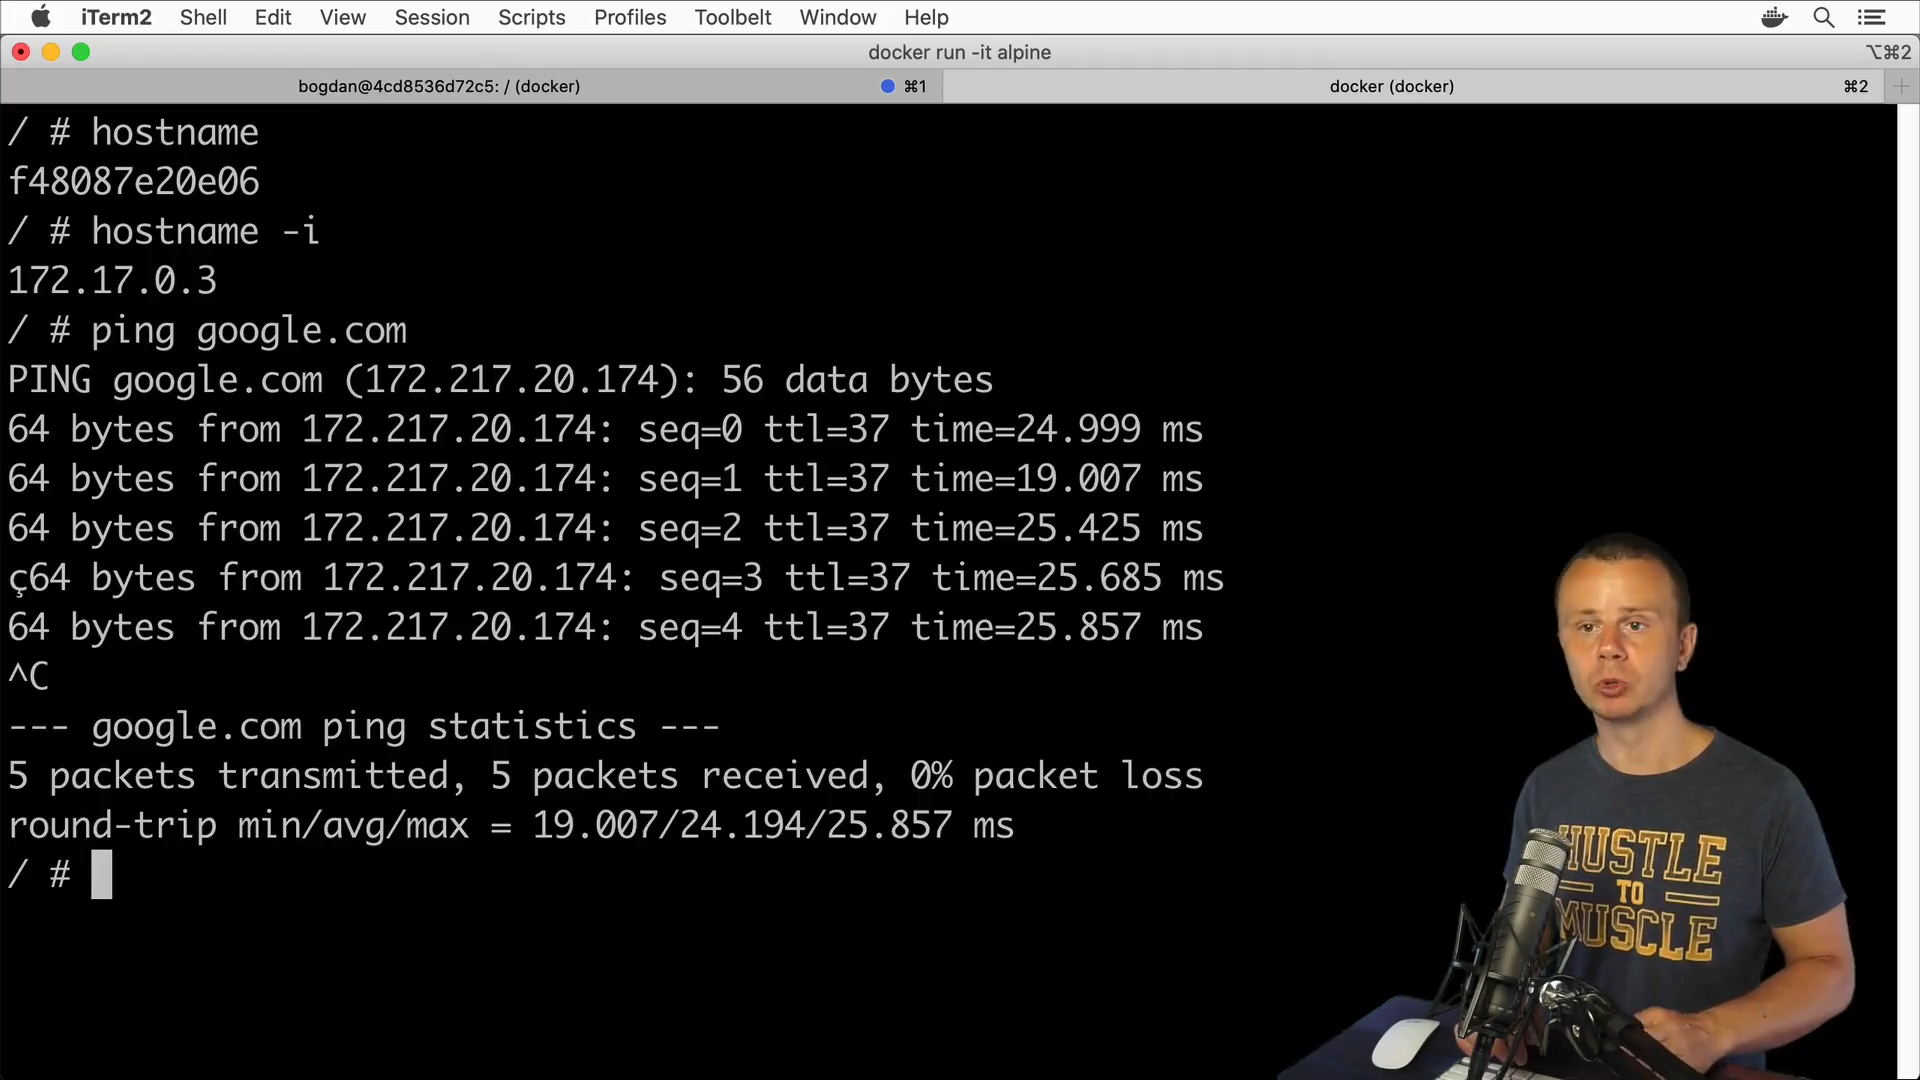 iTerm2 Shell Edit View Session Scripts Profiles Toolbelt Window Help
docker run -it alpine ⌥⌘2
bogdan@4cd8536d72c5: / (docker) ⌘1 docker (docker) ⌘2
/ # hostname
f48087e20e06
/ # hostname -i
172.17.0.3
/ # ping google.com
PING google.com (172.217.20.174): 56 data bytes
64 bytes from 172.217.20.174: seq=0 ttl=37 time=24.999 ms
64 bytes from 172.217.20.174: seq=1 ttl=37 time=19.007 ms
64 bytes from 172.217.20.174: seq=2 ttl=37 time=25.425 ms
ç64 bytes from 172.217.20.174: seq=3 ttl=37 time=25.685 ms
64 bytes from 172.217.20.174: seq=4 ttl=37 time=25.857 ms
^C
--- google.com ping statistics ---
5 packets transmitted, 5 packets received, 0% packet loss
round-trip min/avg/max = 19.007/24.194/25.857 ms
/ #
HUSTLE
TO
MUSCLE